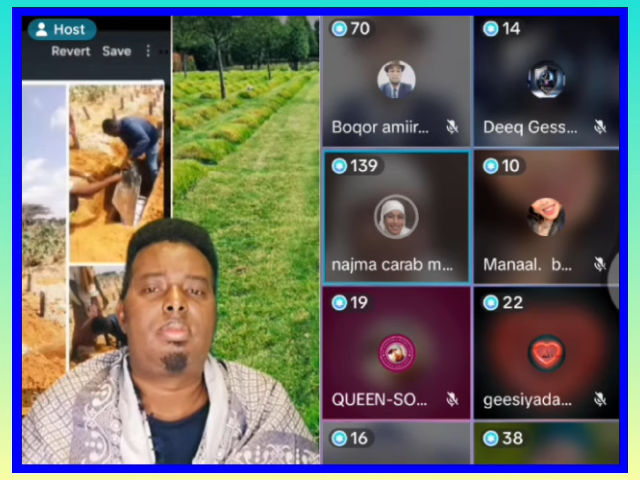 Host
Revert Save
70
Boqor amiir...
14
Deeq Gess...
139
najma carab m...
10
Manaal. b...
19
QUEEN-SO...
22
geesiyada...
16
38